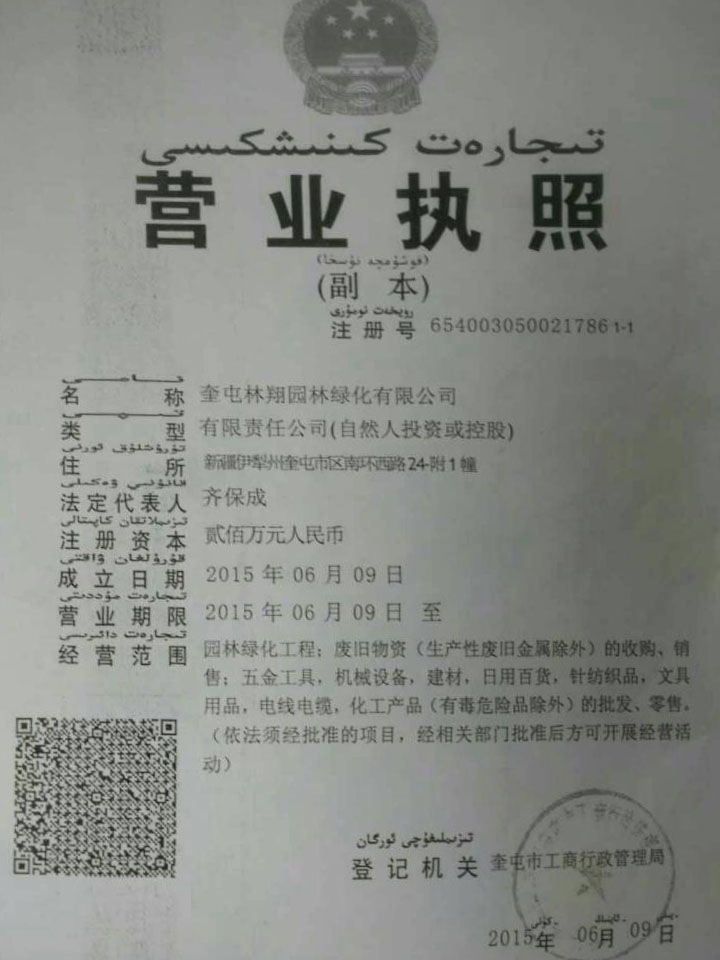 تىجارەت كىنىشكىسى
营业执照
(قوشۇمچە نۇسخا)
(副 本)
رويخەت نومۇرى
注册号 654003050021786 1-1
名 称 奎屯林翔园林绿化有限公司
类 型 有限责任公司(自然人投资或控股)
تۇرۇشلۇق ئورنى
住 所 新疆伊犁州奎屯市区南环西路24-附1幢
قانۇنىي ۋەكىلى
法定代表人 齐保成
تىزىملاتقان كاپىتالى
注册资本 贰佰万元人民币
قۇرۇلغان ۋاقتى
成立日期 2015 年 06 月 09 日
تىجارەت مۇددىتى
营业期限 2015 年 06 月 09 日 至
تىجارەت دائىرىسى
经营范围 园林绿化工程；废旧物资（生产性废旧金属除外）的收购、销
售；五金工具，机械设备，建材，日用百货，针纺织品，文具
用品，电线电缆，化工产品（有毒危险品除外）的批发、零售。
（依法须经批准的项目，经相关部门批准后方可开展经营活
动）
تىزىملىغۇچى ئورگان
登记机关 奎屯市工商行政管理局
2015年 06月 09日